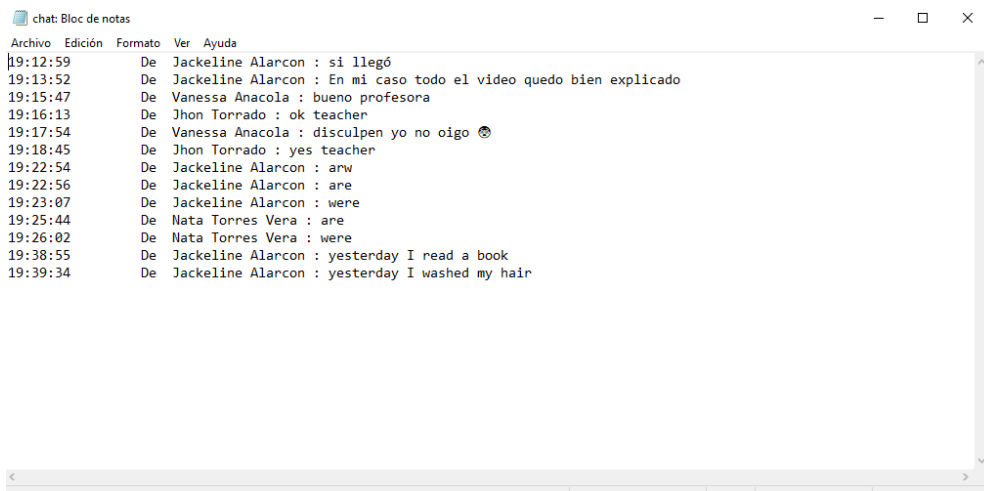 chat: Bloc de notas
Archivo Edición Formato Ver Ayuda
19:12:59 De Jackeline Alarcon : si llegó
19:13:52 De Jackeline Alarcon : En mi caso todo el video quedo bien explicado
19:15:47 De Vanessa Anacola : bueno profesora
19:16:13 De Jhon Torrado : ok teacher
19:17:54 De Vanessa Anacola : disculpen yo no oigo 😨
19:18:45 De Jhon Torrado : yes teacher
19:22:54 De Jackeline Alarcon : arw
19:22:56 De Jackeline Alarcon : are
19:23:07 De Jackeline Alarcon : were
19:25:44 De Nata Torres Vera : are
19:26:02 De Nata Torres Vera : were
19:38:55 De Jackeline Alarcon : yesterday I read a book
19:39:34 De Jackeline Alarcon : yesterday I washed my hair